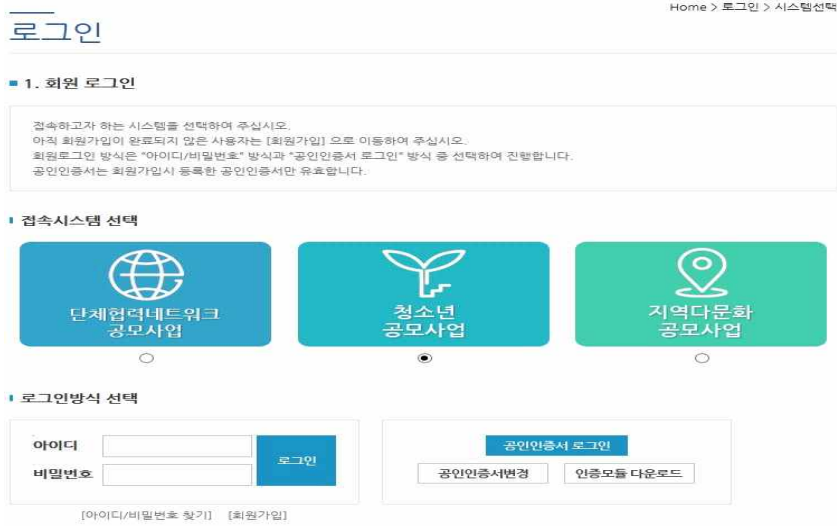 Home > 로그인 > 시스템선택
로그인
1. 회원 로그인
접속하고자 하는 시스템을 선택하여 주십시오.
아직 회원가입이 완료되지 않은 사용자는 [회원가입] 으로 이동하여 주십시오.
회원로그인 방식은 "아이디/비밀번호" 방식과 "공인인증서 로그인" 방식 중 선택하여 진행합니다.
공인인증서는 회원가입시 등록한 공인인증서만 유효합니다.
접속시스템 선택
단체협력네트워크
공모사업
청소년
공모사업
지역다문화
공모사업
로그인방식 선택
아이디
비밀번호
로그인
[아이디/비밀번호 찾기] [회원가입]
공인인증서 로그인
공인인증서변경 인증모듈 다운로드